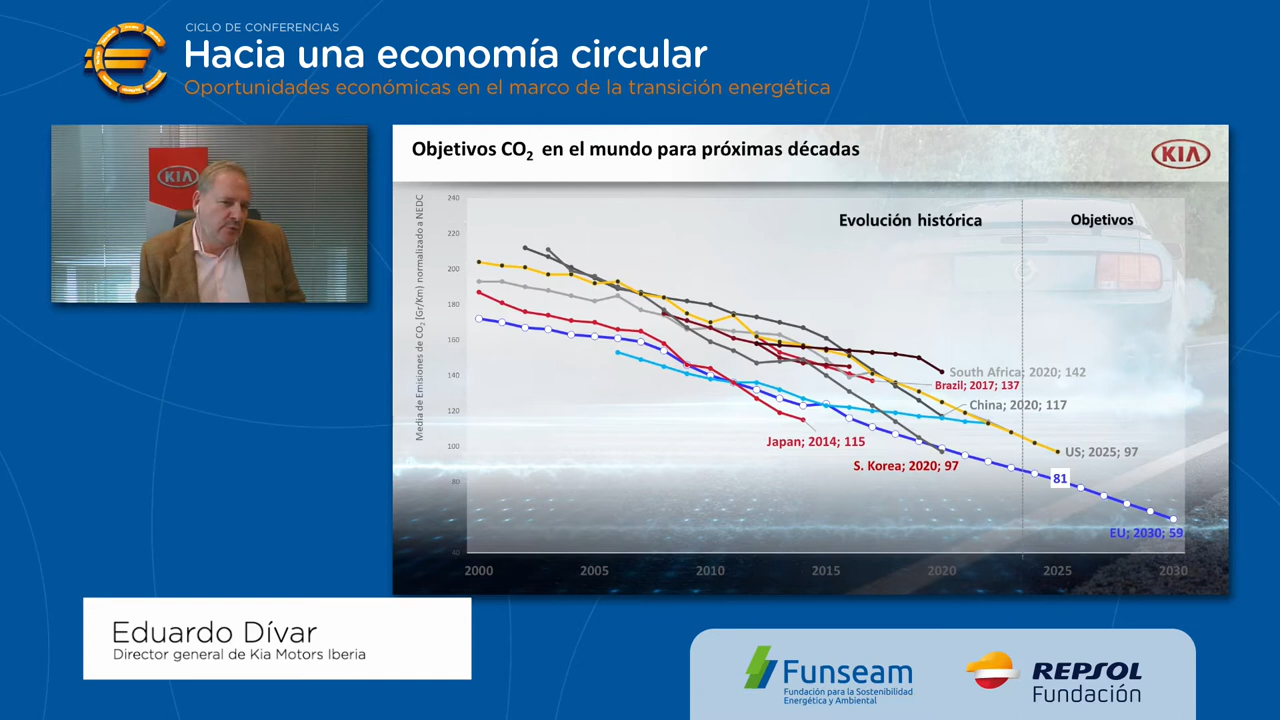 CICLO DE CONFERENCIAS
Hacia una economía circular
Oportunidades económicas en el marco de la transición energética
KIA
Objetivos CO2 en el mundo para próximas décadas
KIA
Media de Emisiones de CO2 [Gr/Km) normalizado a NEDC
240
220
200
180
160
140
120
100
80
60
40
Evolución histórica
Objetivos
South Africa; 2020; 142
Brazil; 2017; 137
China; 2020; 117
Japan; 2014; 115
US; 2025; 97
S. Korea; 2020; 97
81
EU; 2030; 59
2000
2005
2010
2015
2020
2025
2030
Eduardo Dívar
Director general de Kia Motors Iberia
Funseam
Fundación para la Sostenibilidad
Energética y Ambiental
REPSOL
Fundación